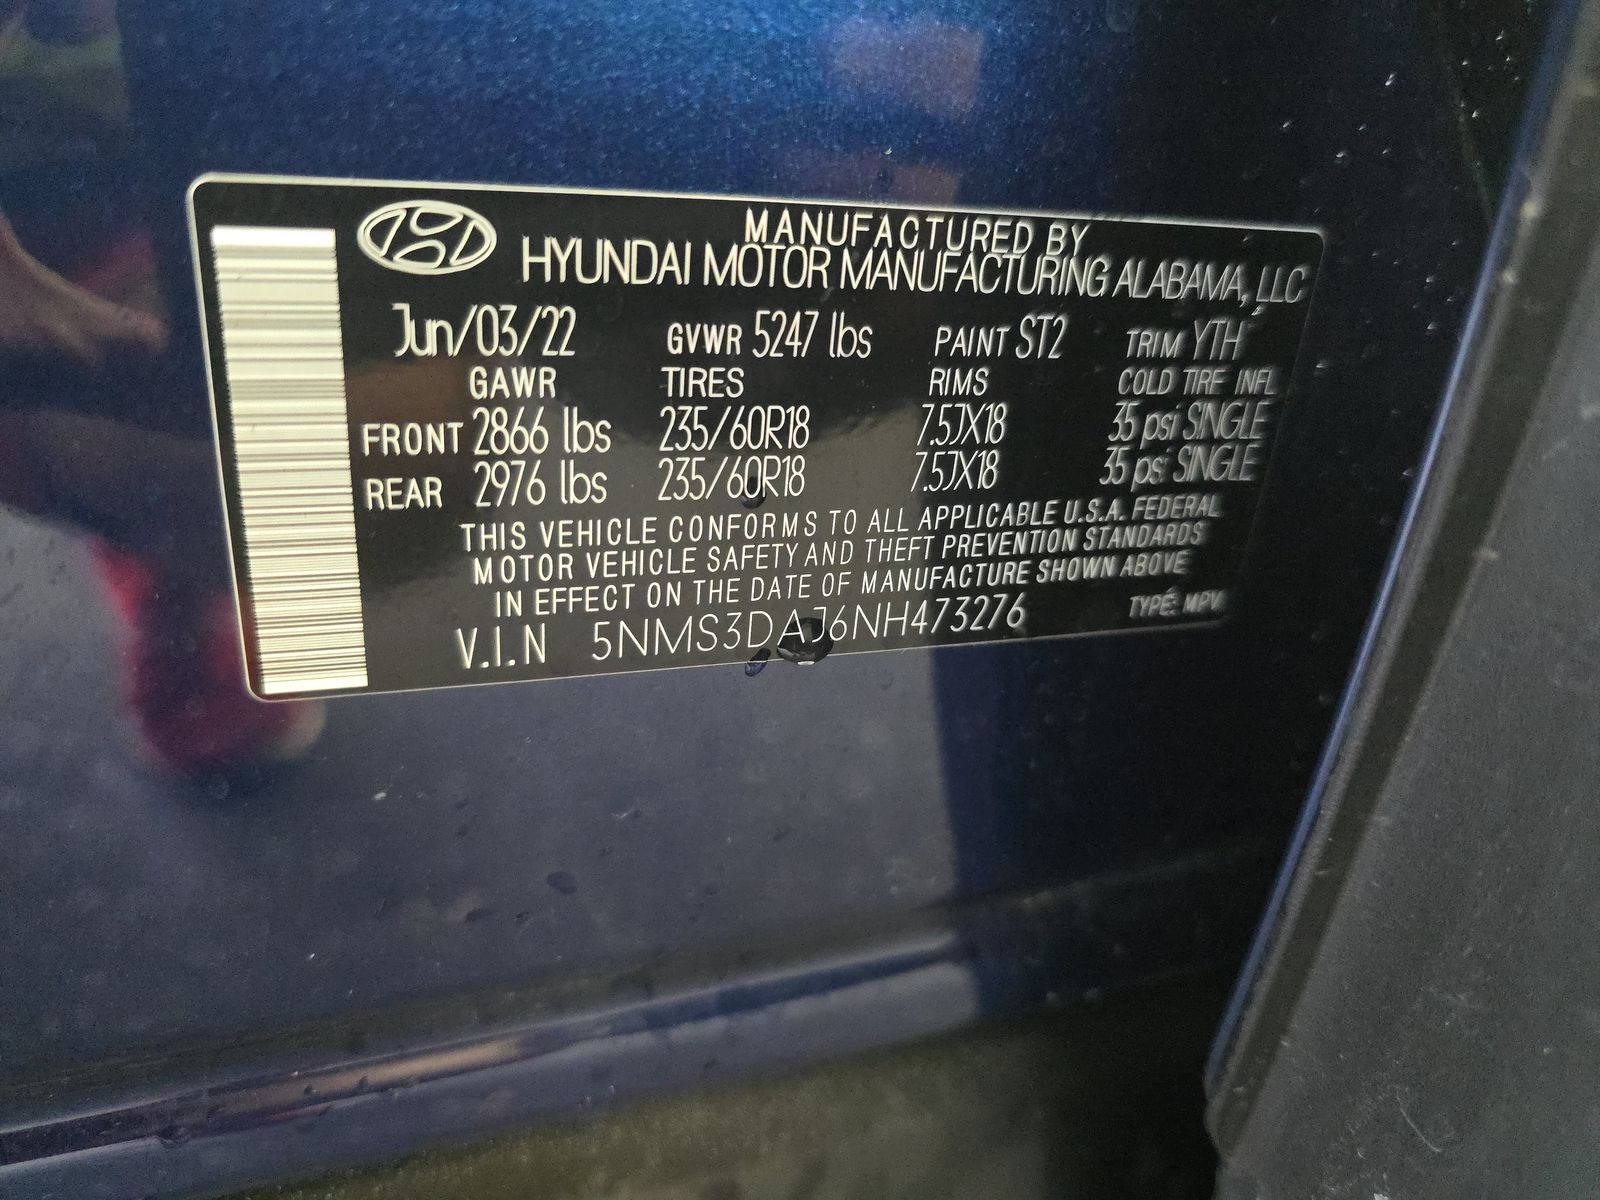 MANUFACTURED BY
HYUNDAI MOTOR MANUFACTURING ALABAMA, LLC
Jun/03/22 GVWR 5247 lbs PAINT ST2 TRIM YTH
GAWR TIRES RIMS COLD TIRE INFL
FRONT 2866 lbs 235/60R18 7.5JX18 35 psi SINGLE
REAR 2976 lbs 235/60R18 7.5JX18 35 psi SINGLE
THIS VEHICLE CONFORMS TO ALL APPLICABLE U.S.A. FEDERAL
MOTOR VEHICLE SAFETY AND THEFT PREVENTION STANDARDS
IN EFFECT ON THE DATE OF MANUFACTURE SHOWN ABOVE
V.I.N 5NMS3DAJ6NH473276 TYPE: MPV